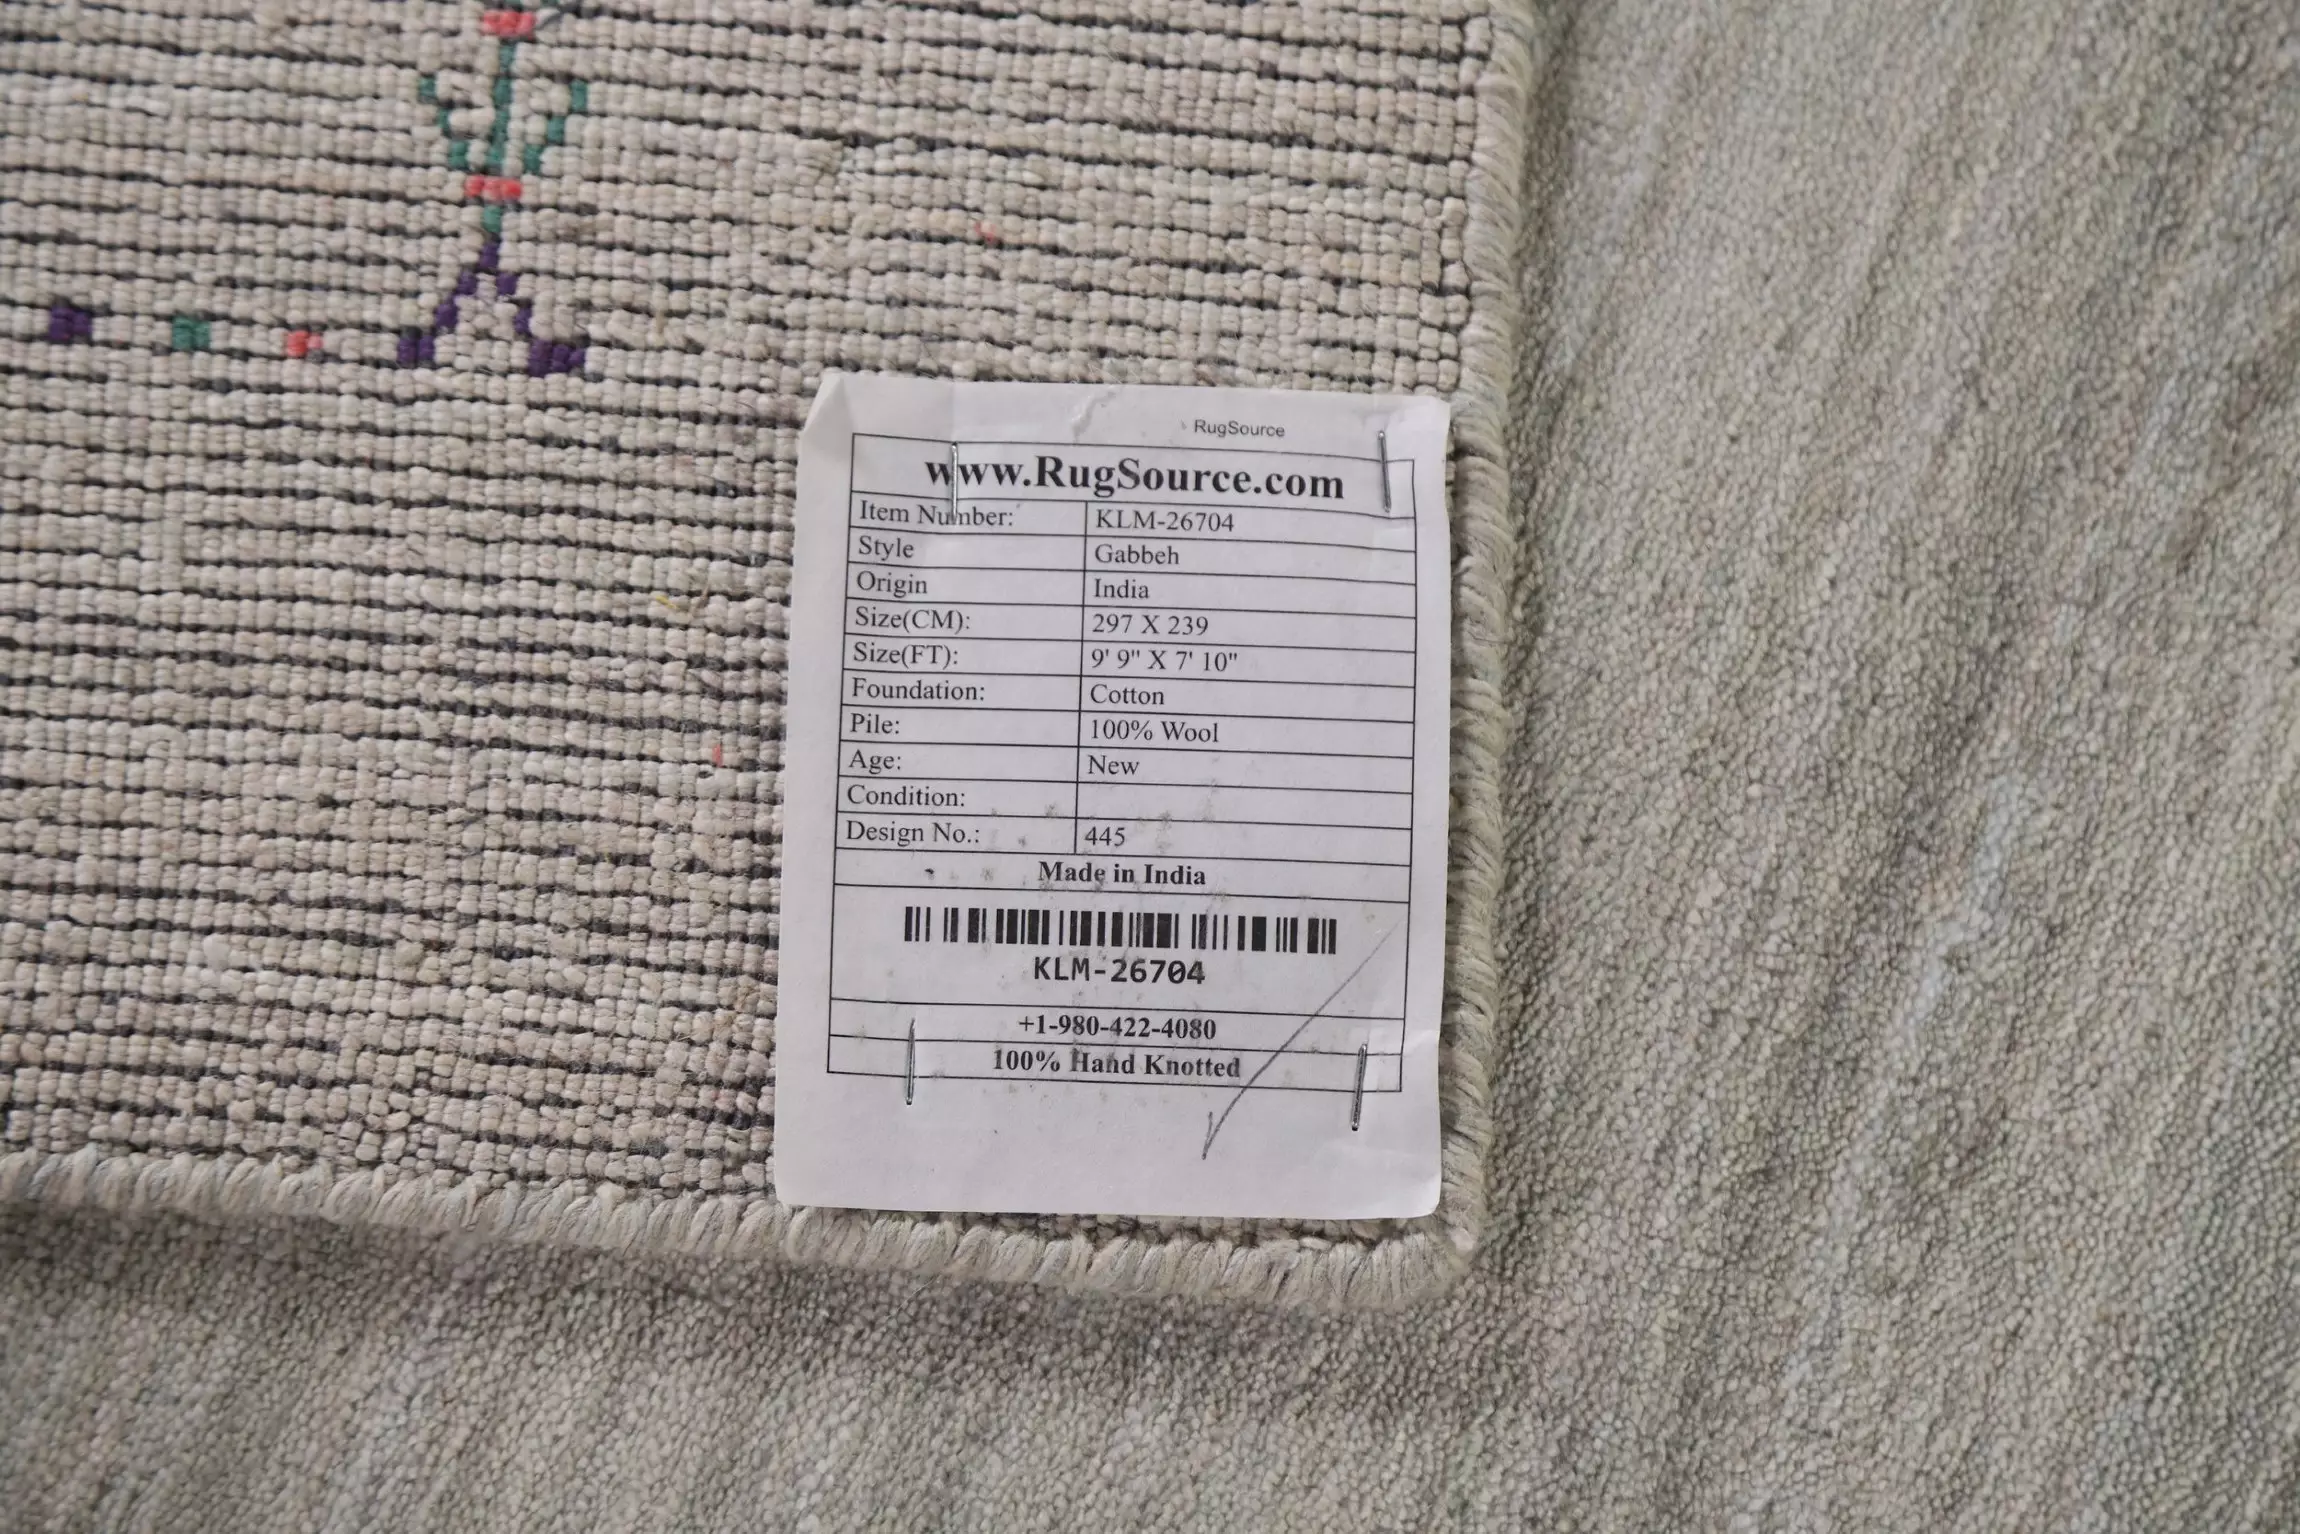 RugSource
www.RugSource.com
Item Number: KLM-26704
Style Gabbeh
Origin India
Size(CM): 297 X 239
Size(FT): 9' 9" X 7' 10"
Foundation: Cotton
Pile: 100% Wool
Age: New
Condition:
Design No.: 445
Made in India
KLM-26704
+1-980-422-4080
100% Hand Knotted